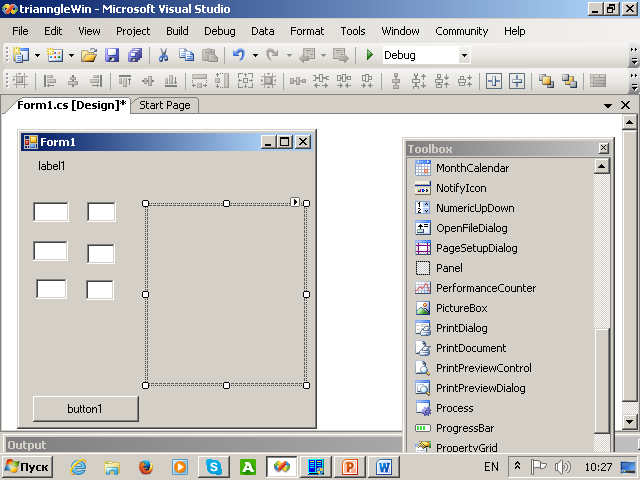 trianngleWin - Microsoft Visual Studio
File Edit View Project Build Debug Data Format Tools Window Community Help
Debug
Form1.cs [Design]* Start Page
Form1
label1
button1
Toolbox
MonthCalendar
NotifyIcon
NumericUpDown
OpenFileDialog
PageSetupDialog
Panel
PerformanceCounter
PictureBox
PrintDialog
PrintDocument
PrintPreviewControl
PrintPreviewDialog
Process
ProgressBar
PropertyGrid
Output
Пуск
EN 10:27